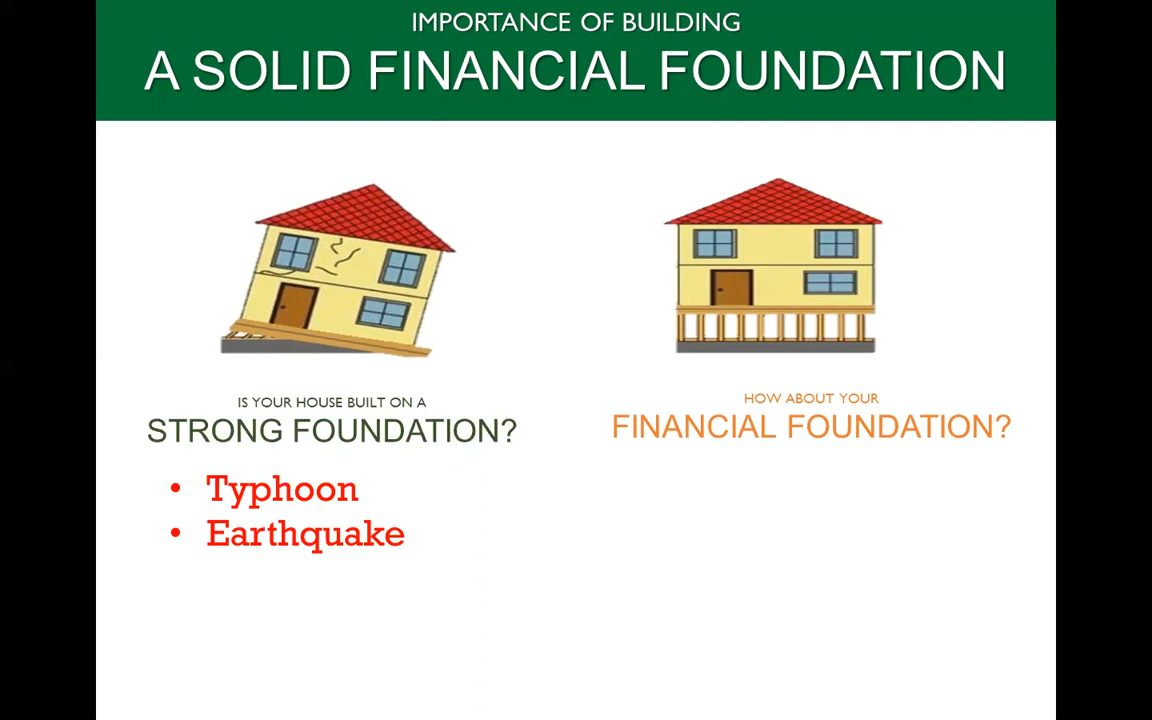 IMPORTANCE OF BUILDING
A SOLID FINANCIAL FOUNDATION
IS YOUR HOUSE BUILT ON A
STRONG FOUNDATION?
• Typhoon
• Earthquake
HOW ABOUT YOUR
FINANCIAL FOUNDATION?